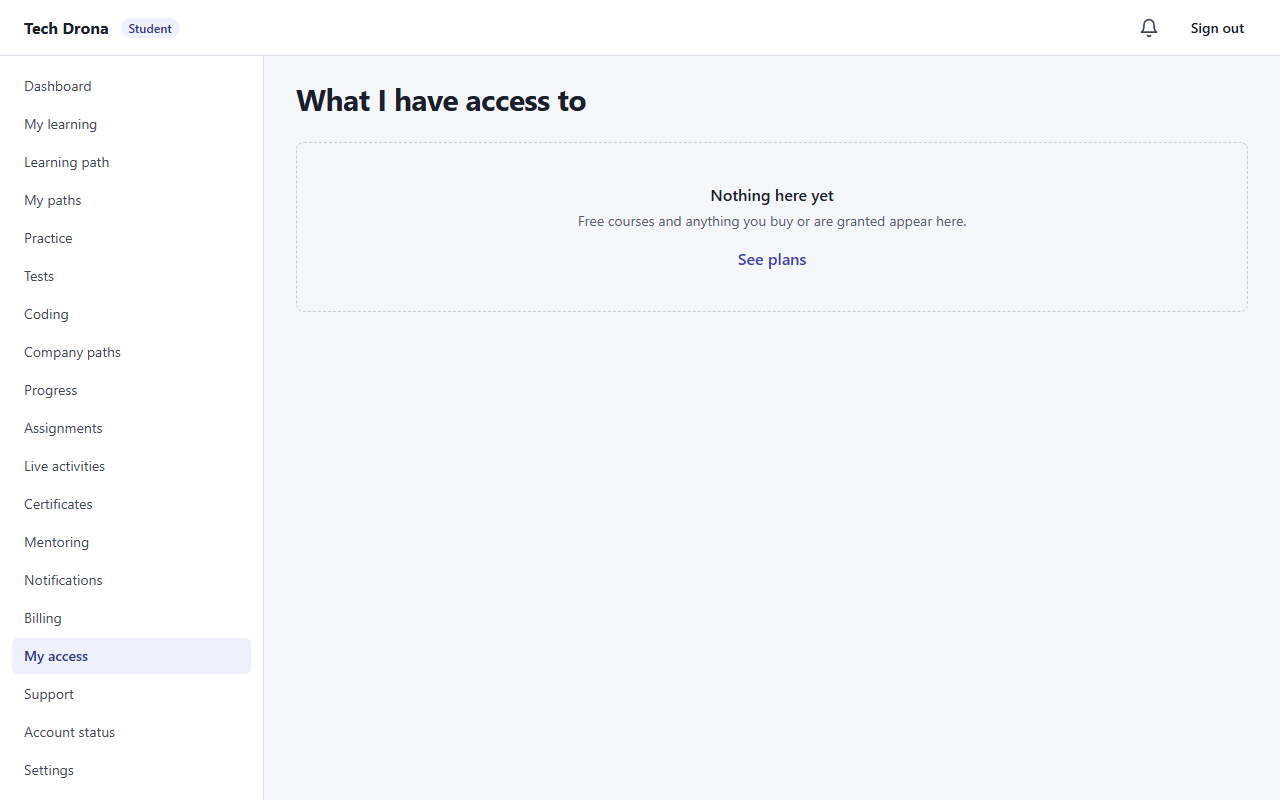 Tech Drona
Student
Sign out
Dashboard
My learning
Learning path
My paths
Practice
Tests
Coding
Company paths
Progress
Assignments
Live activities
Certificates
Mentoring
Notifications
Billing
My access
Support
Account status
Settings
What I have access to
Nothing here yet
Free courses and anything you buy or are granted appear here.
See plans